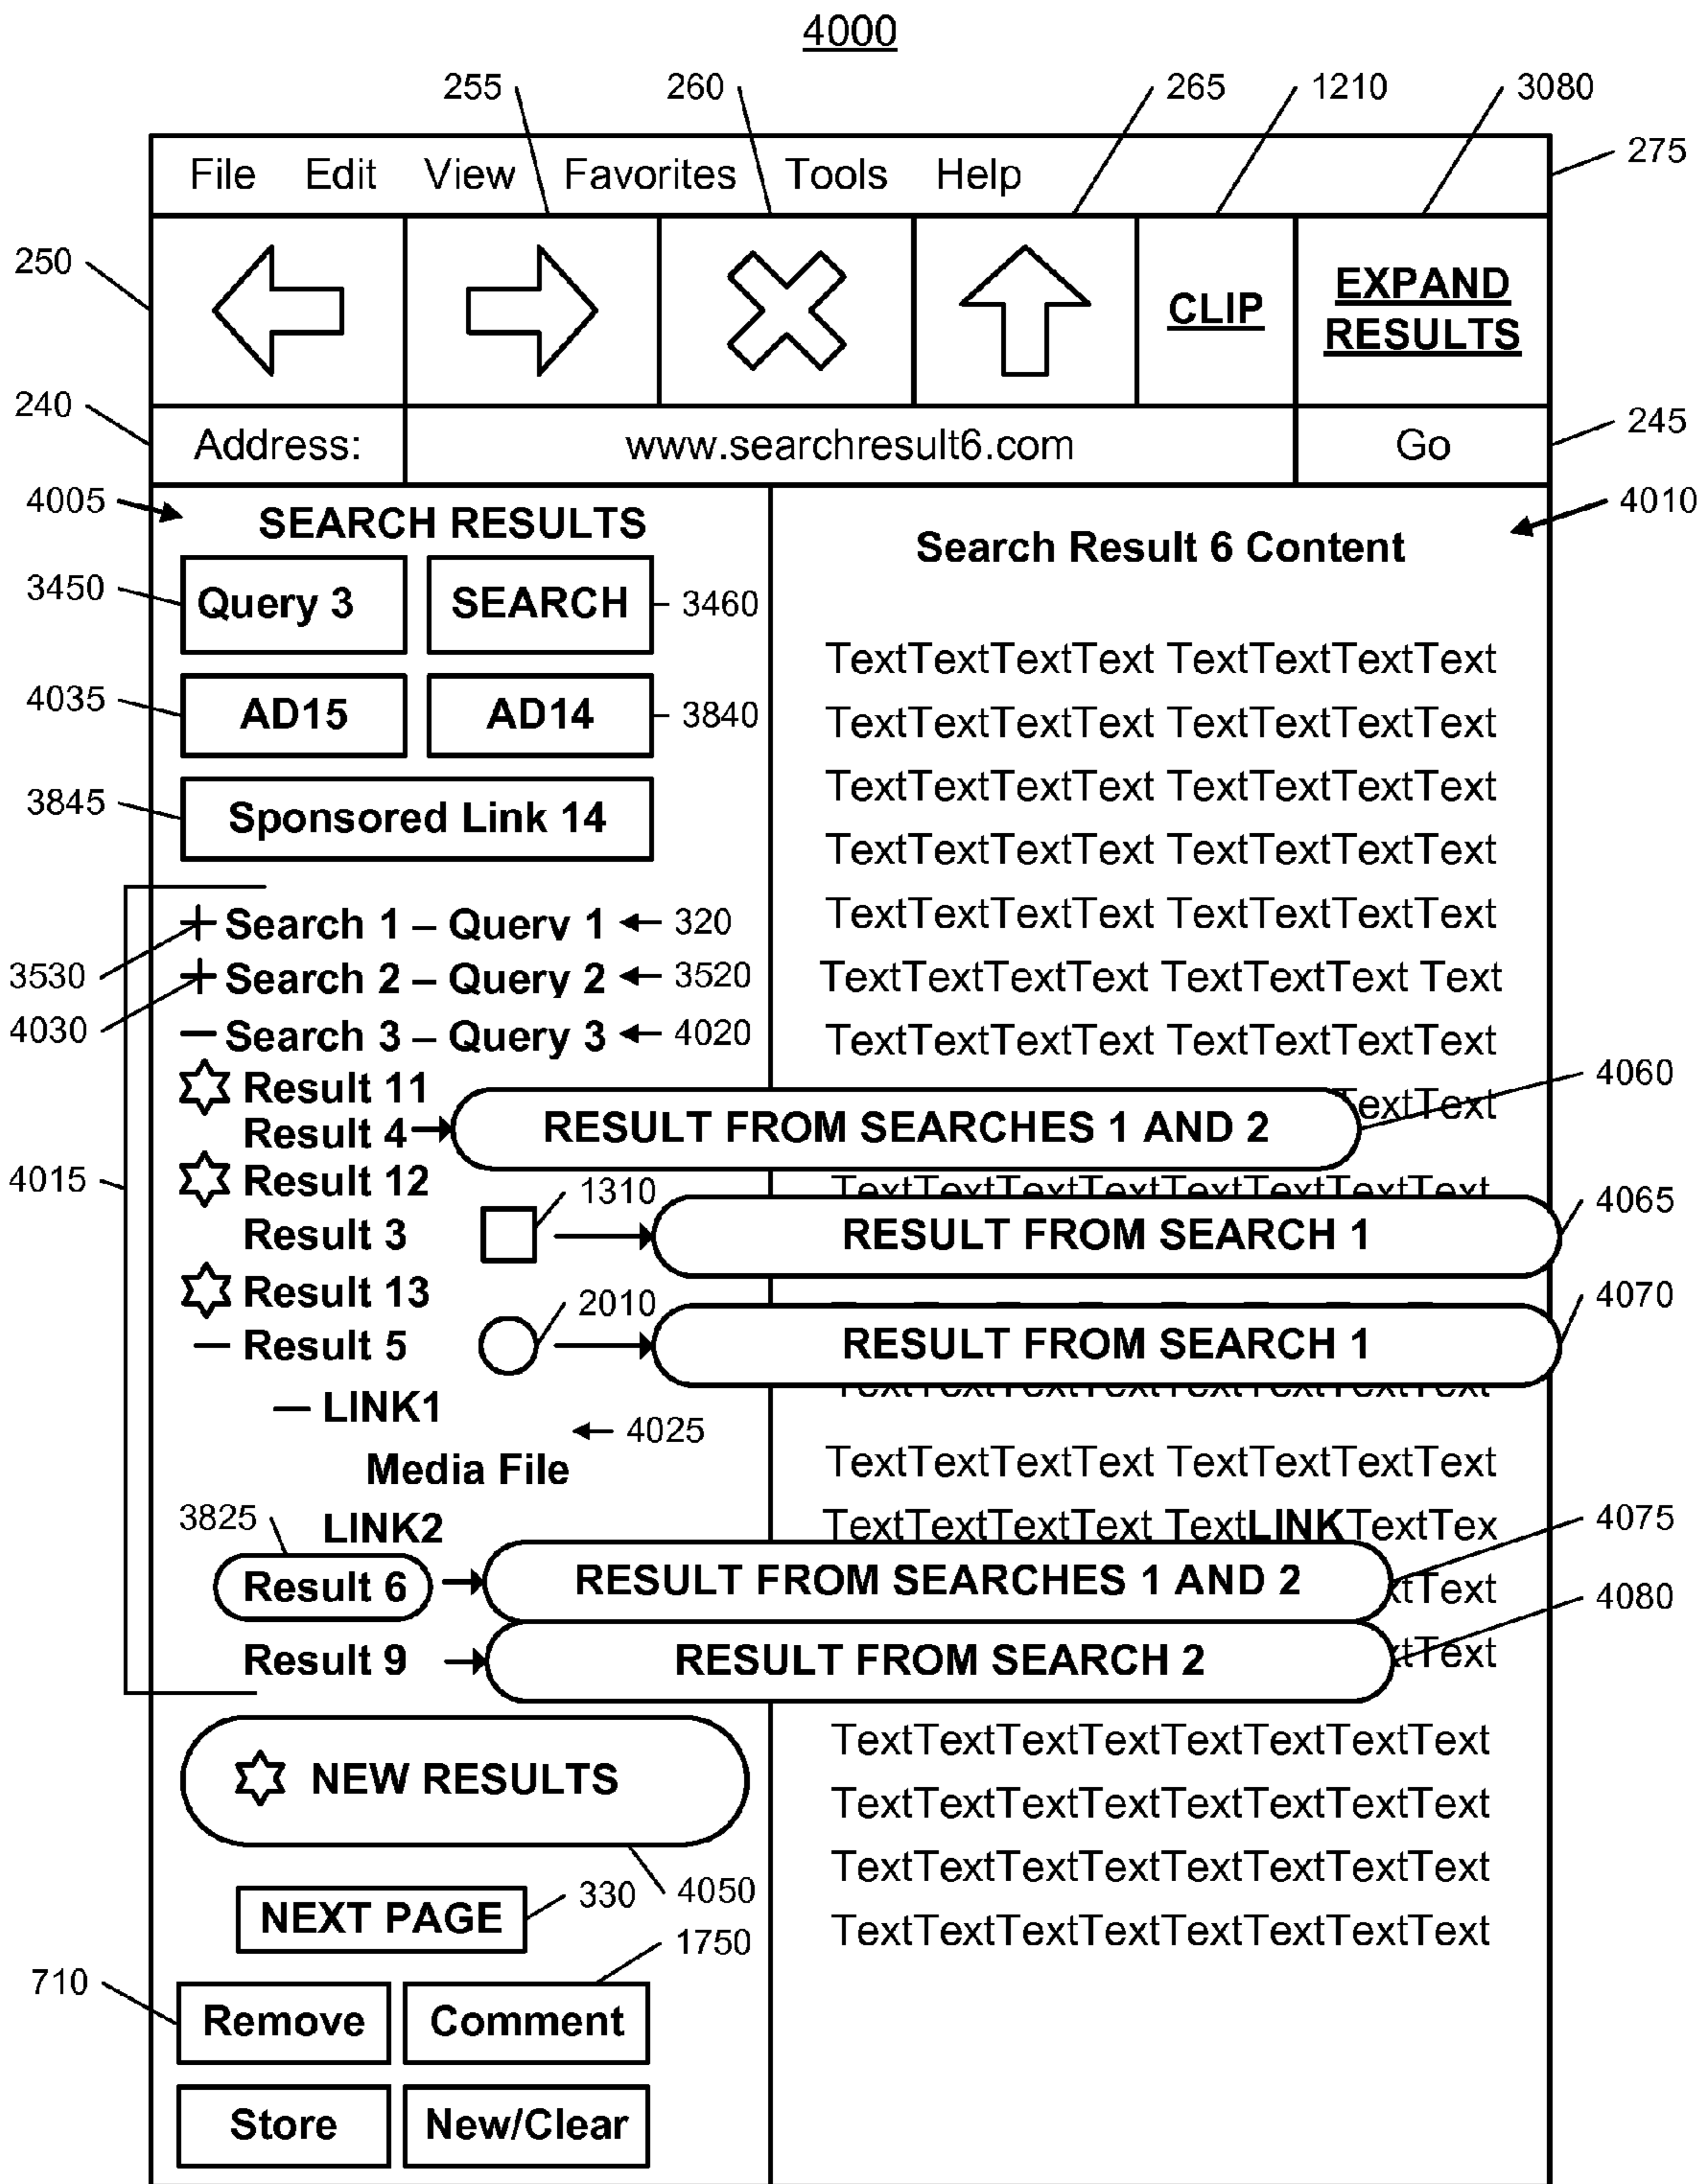 4000
255 260 265 1210 3080
File Edit View Favorites Tools Help 275
250 CLIP EXPAND
RESULTS
240 Address: www.searchresult6.com Go 245
4005 SEARCH RESULTS 4010
Search Result 6 Content
3450 Query 3 SEARCH 3460
TextTextTextText TextTextTextText
4035 AD15 AD14 3840
TextTextTextText TextTextTextText
TextTextTextText TextTextTextText
3845 Sponsored Link 14
TextTextTextText TextTextTextText
+ Search 1 – Query 1 320 TextTextTextText TextTextTextText
3530 + Search 2 – Query 2 3520 TextTextTextText TextTextText Text
4030 — Search 3 – Query 3 4020 TextTextTextText TextTextTextText
Result 11 extText 4060
Result 4 RESULT FROM SEARCHES 1 AND 2
4015 Result 12 1310 TextTextTextTextTextTextTextText
Result 3 RESULT FROM SEARCH 1 4065
Result 13 2010 4070
— Result 5 RESULT FROM SEARCH 1
— LINK1 TextTextTextTextTextTextTextText
4025
Media File TextTextTextText TextTextTextText
3825 LINK2 TextTextTextText TextLINKTextTex 4075
Result 6 RESULT FROM SEARCHES 1 AND 2 xtText 4080
Result 9 RESULT FROM SEARCH 2 xtText
TextTextTextTextTextTextTextText
NEW RESULTS TextTextTextTextTextTextTextText
TextTextTextTextTextTextTextText
NEXT PAGE 330 4050
TextTextTextTextTextTextTextText
1750
710 Remove Comment
Store New/Clear